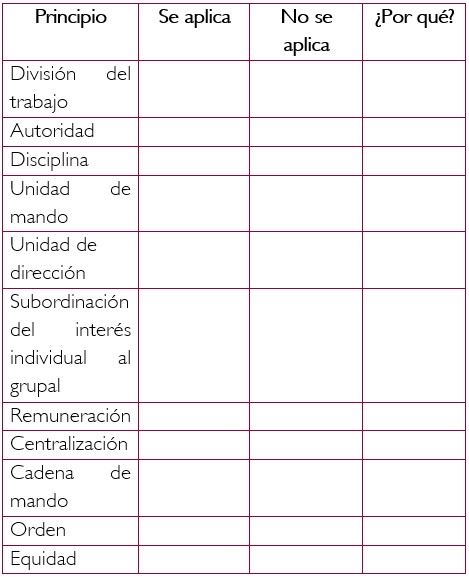 Principio Se aplica No se ¿Por qué?
aplica
División del
trabajo
Autoridad
Disciplina
Unidad de
mando
Unidad de
dirección
Subordinación
del interés
individual al
grupal
Remuneración
Centralización
Cadena de
mando
Orden
Equidad